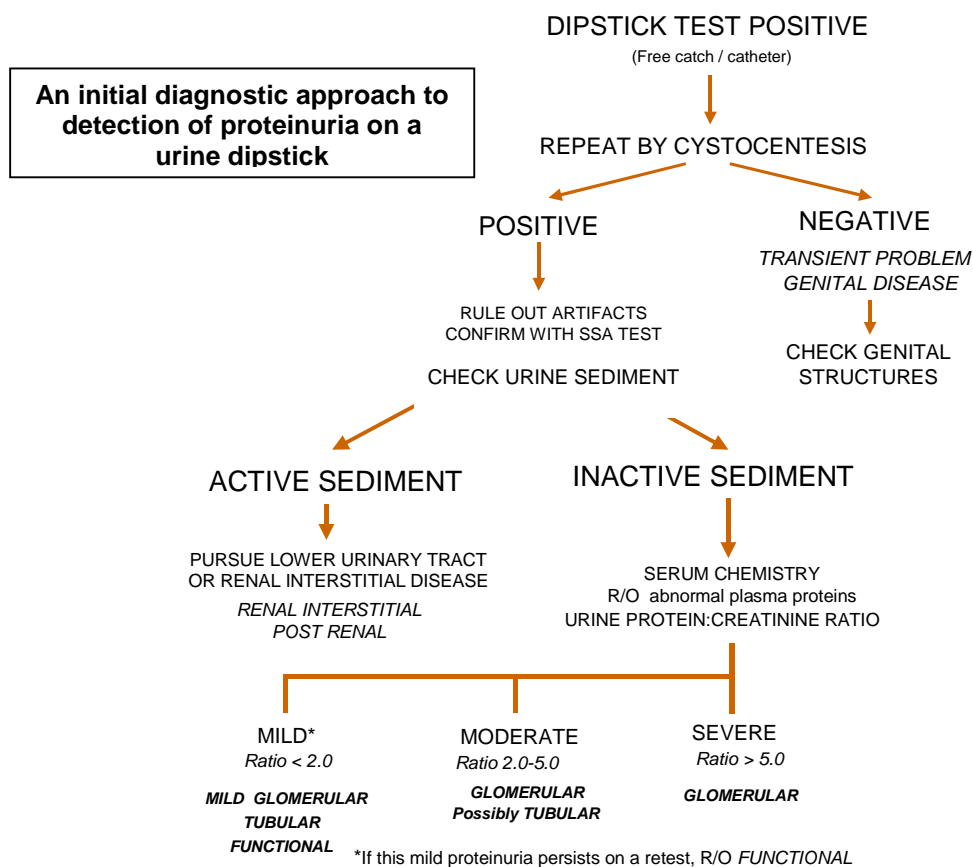 DIPSTICK TEST POSITIVE
(Free catch / catheter)
An initial diagnostic approach to
detection of proteinuria on a
urine dipstick
REPEAT BY CYSTOCENTESIS
POSITIVE
NEGATIVE
TRANSIENT PROBLEM
GENITAL DISEASE
RULE OUT ARTIFACTS
CONFIRM WITH SSA TEST
CHECK GENITAL
STRUCTURES
CHECK URINE SEDIMENT
ACTIVE SEDIMENT
INACTIVE SEDIMENT
PURSUE LOWER URINARY TRACT
OR RENAL INTERSTITIAL DISEASE
RENAL INTERSTITIAL
POST RENAL
SERUM CHEMISTRY
R/O abnormal plasma proteins
URINE PROTEIN:CREATININE RATIO
MILD*
Ratio < 2.0
MILD GLOMERULAR
TUBULAR
FUNCTIONAL
MODERATE
Ratio 2.0-5.0
GLOMERULAR
Possibly TUBULAR
SEVERE
Ratio > 5.0
GLOMERULAR
*If this mild proteinuria persists on a retest, R/O FUNCTIONAL